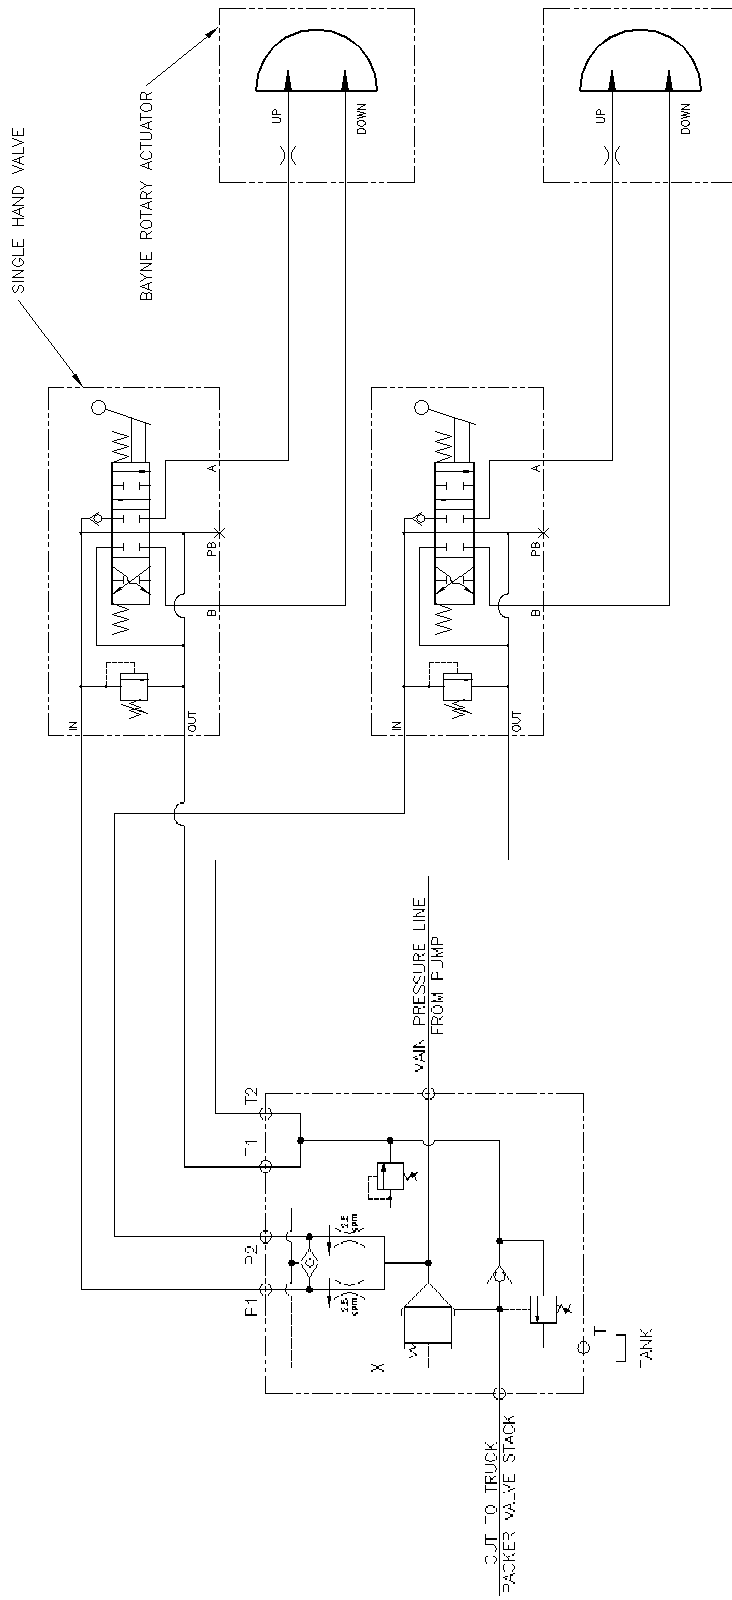 SINGLE HAND VALVE
BAYNE ROTARY ACTUATOR
UP
DOWN
UP
DOWN
A
PB
B
IN
OUT
A
PB
B
IN
OUT
MAIN PRESSURE LINE
FROM PUMP
T2
T1
P2
P1
2.5
GPM
2.5
GPM
X
T
TANK
OUT TO TRUCK
PACKER VALVE STACK